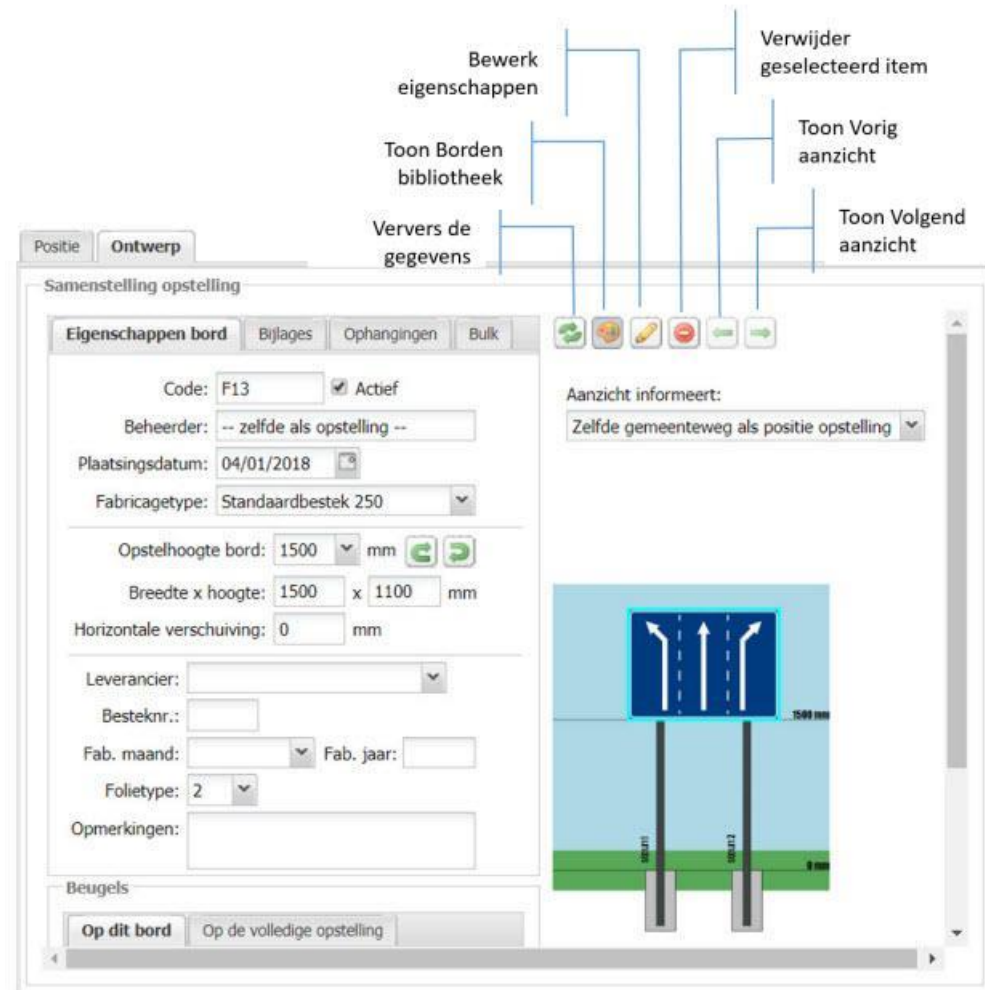 Verwijder
geselecteerd item
Bewerk
eigenschappen
Toon Vorig
aanzicht
Toon Borden
bibliotheek
Toon Volgend
aanzicht
Ververs de
gegevens
Positie Ontwerp
Samenstelling opstelling
Eigenschappen bord Bijlages Ophangingen Bulk
Code: F13 Actief
Beheerder: -- zelfde als opstelling --
Plaatsingsdatum: 04/01/2018
Fabricagetype: Standaardbestek 250
Opstelhoogte bord: 1500 mm
Breedte x hoogte: 1500 x 1100 mm
Horizontale verschuiving: 0 mm
Leverancier:
Besteknr.:
Fab. maand: Fab. jaar:
Folietype: 2
Opmerkingen:
Beugels
Op dit bord Op de volledige opstelling
Aanzicht informeert:
Zelfde gemeenteweg als positie opstelling
1500 mm
0 mm